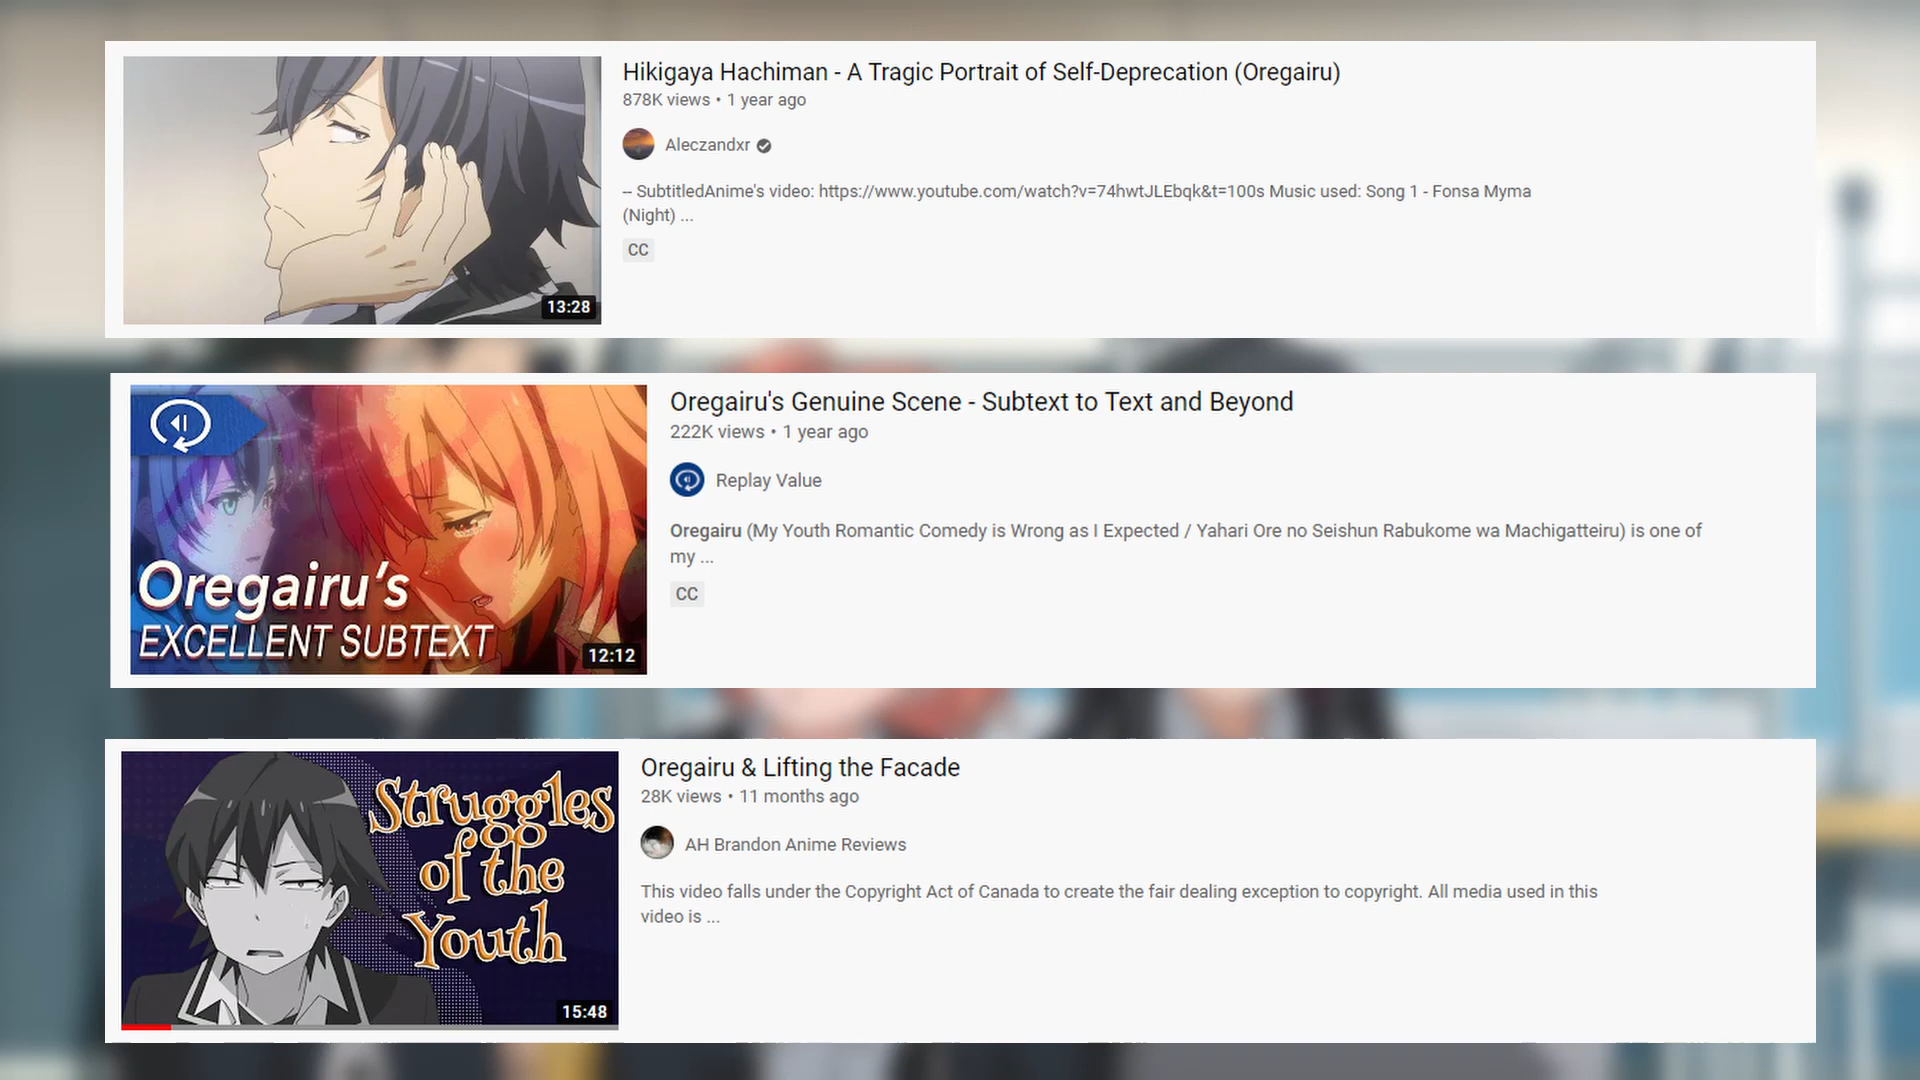 Hikigaya Hachiman - A Tragic Portrait of Self-Deprecation (Oregairu)
878K views • 1 year ago
Aleczandxr
-- SubtitledAnime's video: https://www.youtube.com/watch?v=74hwtJLEbqk&t=100s Music used: Song 1 - Fonsa Myma
(Night) ...
CC
13:28
Oregairu's Genuine Scene - Subtext to Text and Beyond
222K views • 1 year ago
Replay Value
Oregairu (My Youth Romantic Comedy is Wrong as I Expected / Yahari Ore no Seishun Rabukome wa Machigatteiru) is one of
my ...
CC
Oregairu's
EXCELLENT SUBTEXT
12:12
Oregairu & Lifting the Facade
28K views • 11 months ago
AH Brandon Anime Reviews
This video falls under the Copyright Act of Canada to create the fair dealing exception to copyright. All media used in this
video is ...
Struggles
of the
Youth
15:48